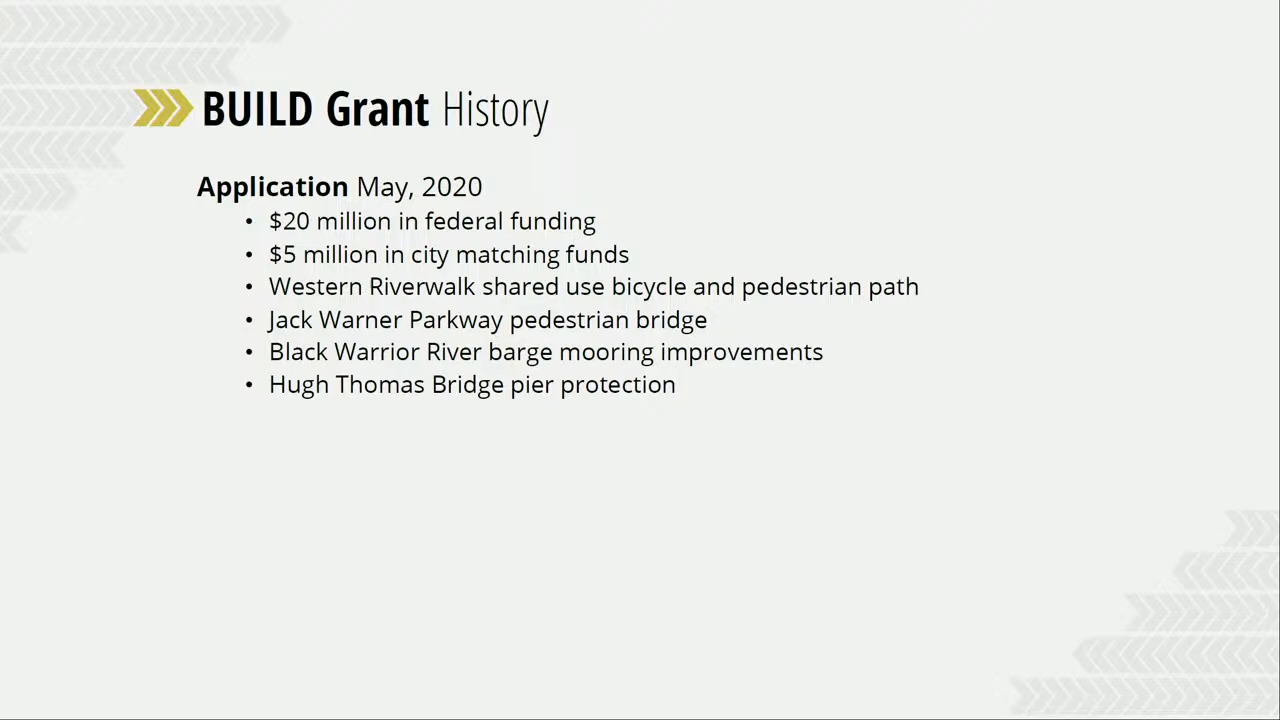 BUILD Grant History
Application May, 2020
• $20 million in federal funding
• $5 million in city matching funds
• Western Riverwalk shared use bicycle and pedestrian path
• Jack Warner Parkway pedestrian bridge
• Black Warrior River barge mooring improvements
• Hugh Thomas Bridge pier protection